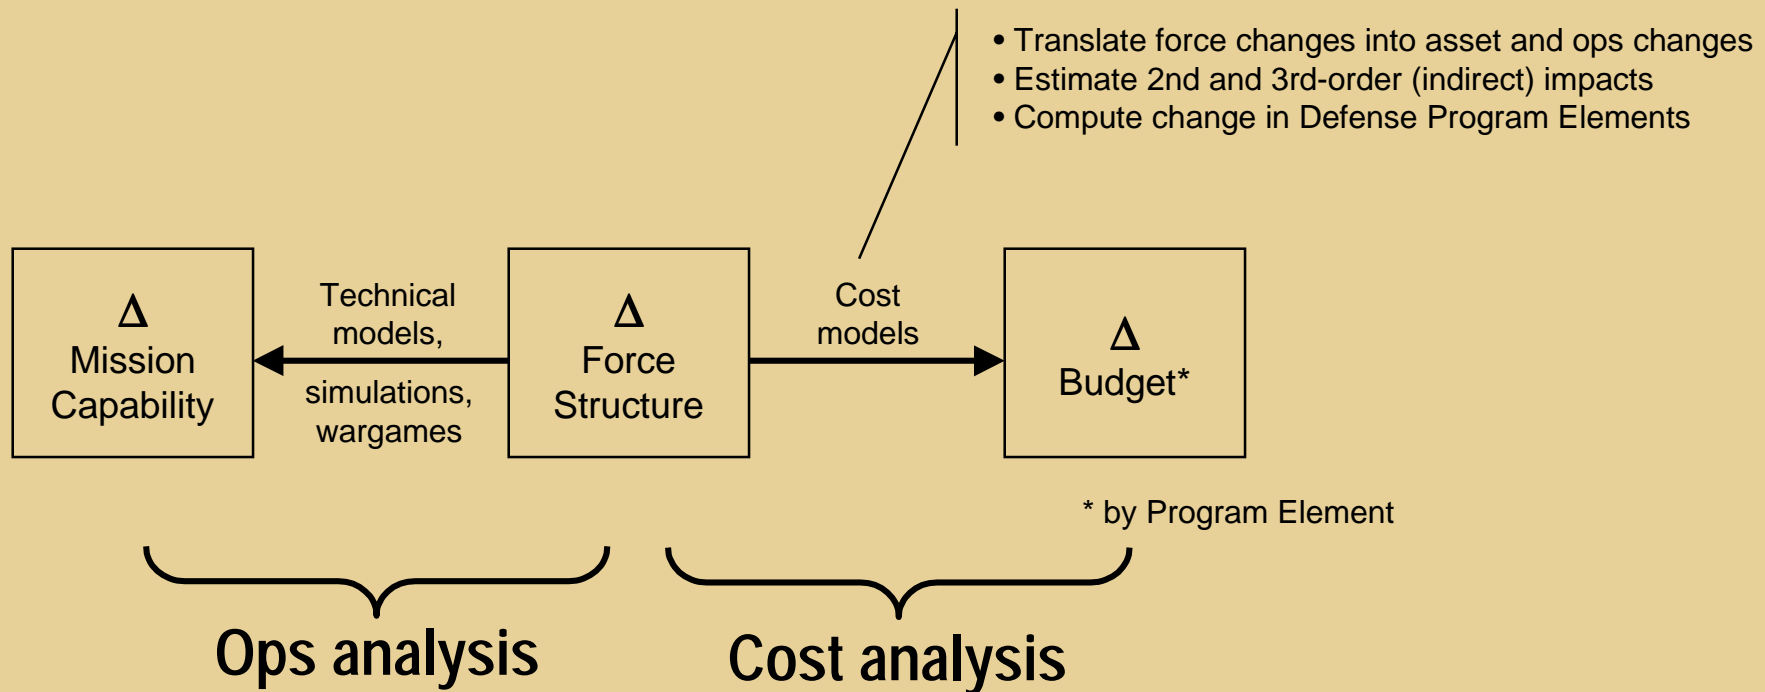 • Translate force changes into asset and ops changes
• Estimate 2nd and 3rd-order (indirect) impacts
• Compute change in Defense Program Elements
Δ
Mission
Capability
Technical
models,
simulations,
wargames
Δ
Force
Structure
Cost
models
Δ
Budget*
* by Program Element
Ops analysis
Cost analysis